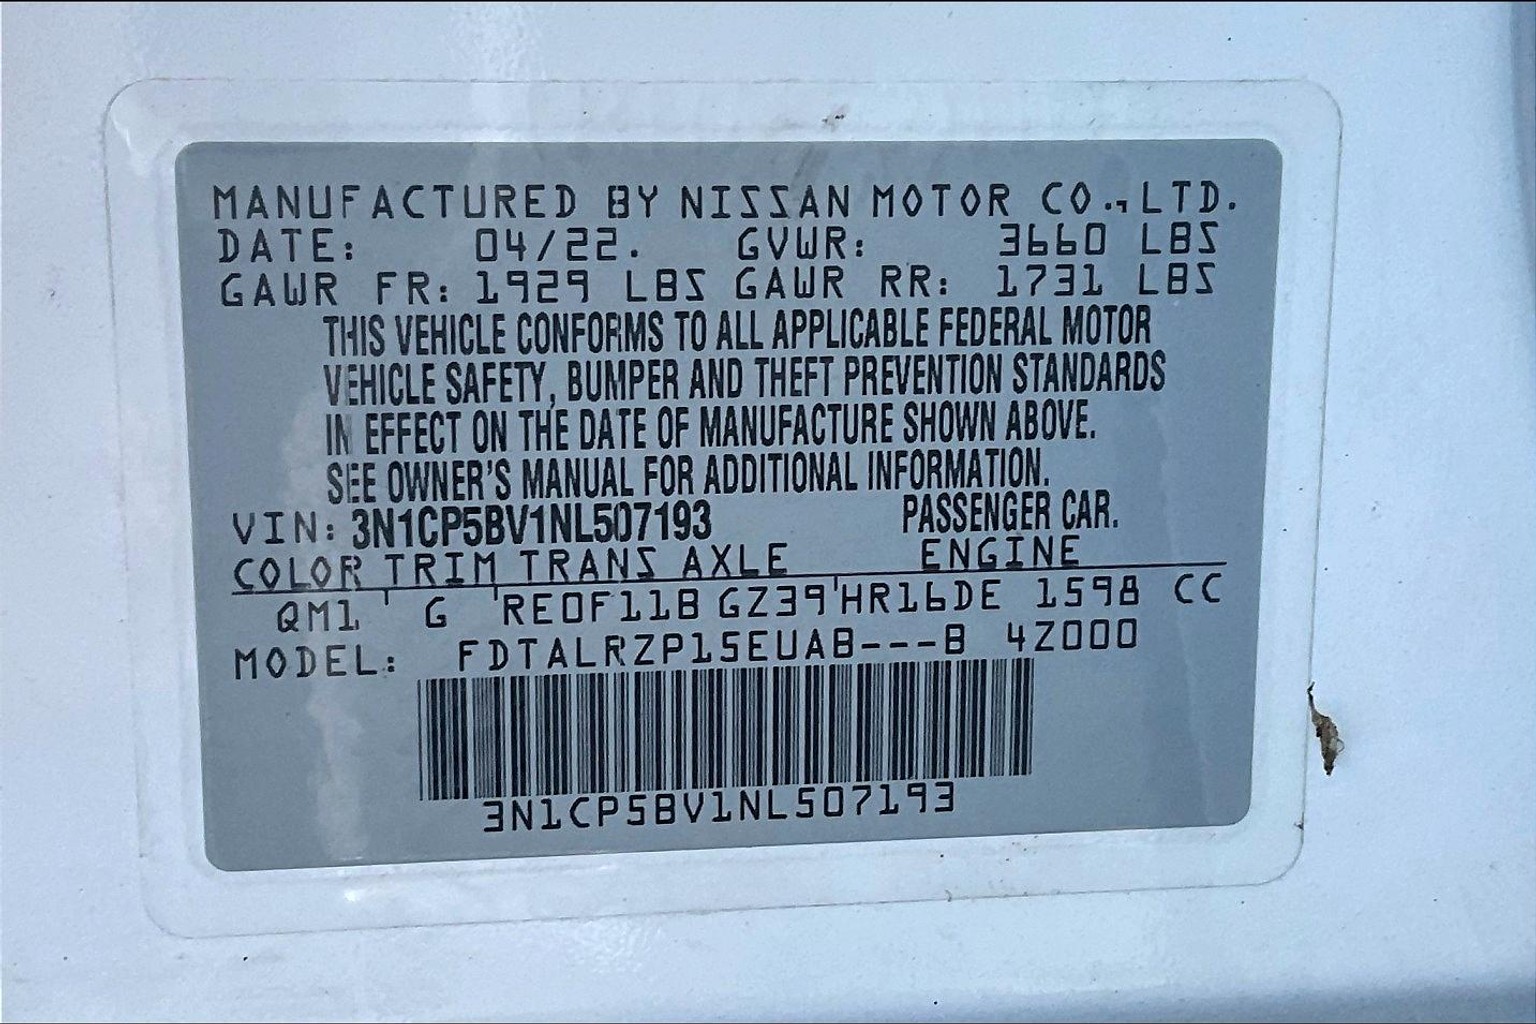 MANUFACTURED BY NISSAN MOTOR CO., LTD.
DATE: 04/22. GVWR: 3660 LBS
GAWR FR: 1929 LBS GAWR RR: 1731 LBS
THIS VEHICLE CONFORMS TO ALL APPLICABLE FEDERAL MOTOR
VEHICLE SAFETY, BUMPER AND THEFT PREVENTION STANDARDS
IN EFFECT ON THE DATE OF MANUFACTURE SHOWN ABOVE.
SEE OWNER'S MANUAL FOR ADDITIONAL INFORMATION.
VIN: 3N1CP5BV1NL507193 PASSENGER CAR.
COLOR TRIM TRANS AXLE ENGINE
QM1 G RE0F11B GZ39 HR16DE 1598 CC
MODEL: FDTALRZP15EUAB---B 4Z000
3N1CP5BV1NL507193